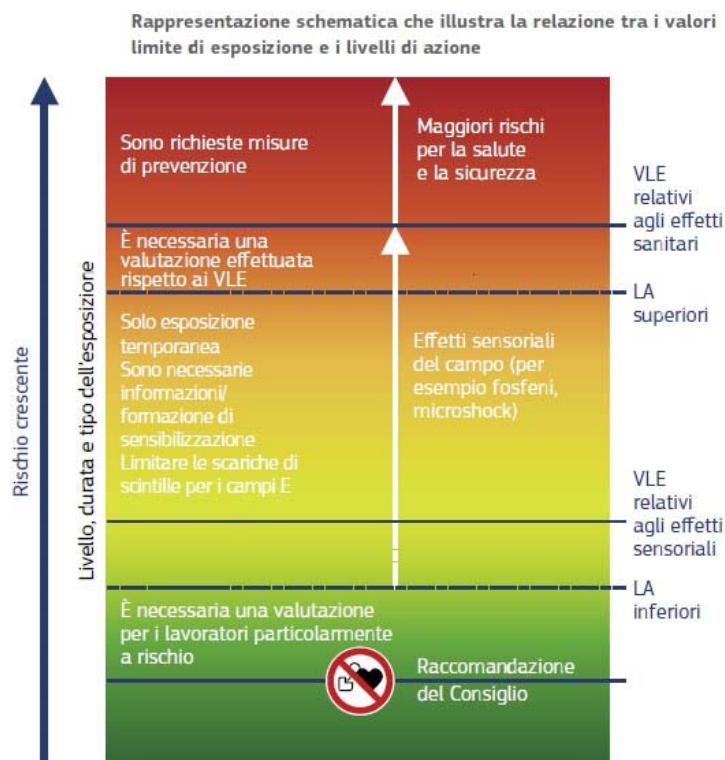 Rappresentazione schematica che illustra la relazione tra i valori
limite di esposizione e i livelli di azione
Rischio crescente
Livello, durata e tipo dell'esposizione
Sono richieste misure
di prevenzione
Maggiori rischi
per la salute
e la sicurezza
VLE
relativi
agli effetti
sanitari
È necessaria una
valutazione effettuata
rispetto ai VLE
LA
superiori
Solo esposizione
temporanea
Sono necessarie
informazioni/
formazione di
sensibilizzazione
Limitare le scariche di
scintille per i campi E
Effetti sensoriali
del campo (per
esempio fosfeni,
microshock)
VLE
relativi
agli effetti
sensoriali
LA
inferiori
È necessaria una valutazione
per i lavoratori particolarmente
a rischio
Raccomandazione
del Consiglio